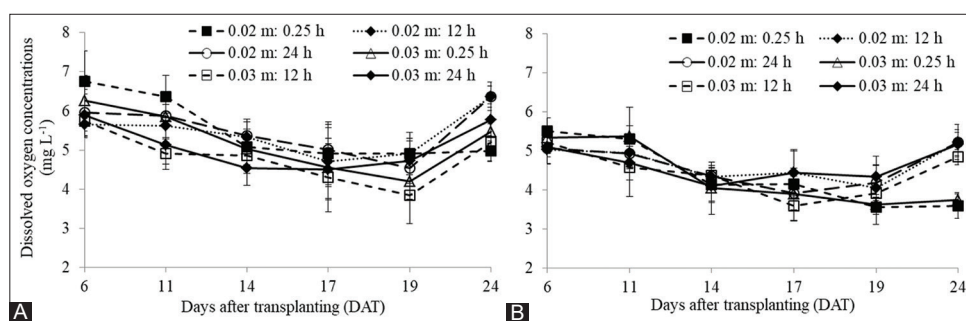 8
7
6
5
4
3
2
Dissolved oxygen concentrations
(mg L⁻¹)
0.02 m: 0.25 h
0.02 m: 12 h
0.02 m: 24 h
0.03 m: 0.25 h
0.03 m: 12 h
0.03 m: 24 h
6 11 14 17 19 24
Days after transplanting (DAT)
A
8
7
6
5
4
3
2
0.02 m: 0.25 h
0.02 m: 12 h
0.02 m: 24 h
0.03 m: 0.25 h
0.03 m: 12 h
0.03 m: 24 h
6 11 14 17 19 24
Days after transplanting (DAT)
B